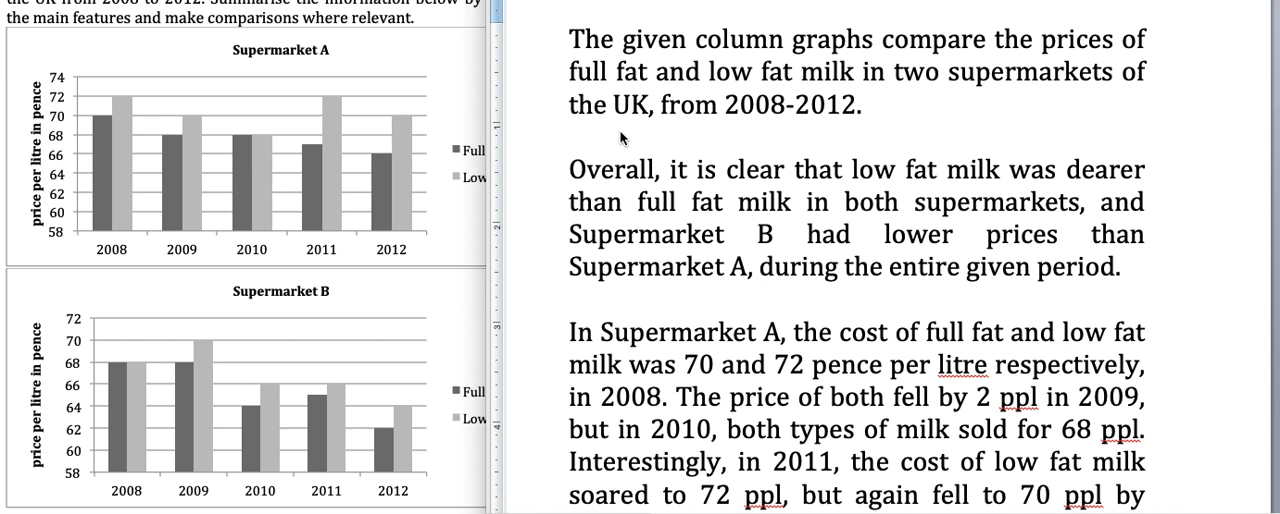 the main features and make comparisons where relevant.
Supermarket A
price per litre in pence
74
72
70
68
66
64
62
60
58
2008 2009 2010 2011 2012
Full
Low
Supermarket B
price per litre in pence
72
70
68
66
64
62
60
58
2008 2009 2010 2011 2012
Full
Low
1
2
3
4
The given column graphs compare the prices of
full fat and low fat milk in two supermarkets of
the UK, from 2008-2012.
Overall, it is clear that low fat milk was dearer
than full fat milk in both supermarkets, and
Supermarket B had lower prices than
Supermarket A, during the entire given period.
In Supermarket A, the cost of full fat and low fat
milk was 70 and 72 pence per litre respectively,
in 2008. The price of both fell by 2 ppl in 2009,
but in 2010, both types of milk sold for 68 ppl.
Interestingly, in 2011, the cost of low fat milk
soared to 72 ppl, but again fell to 70 ppl by